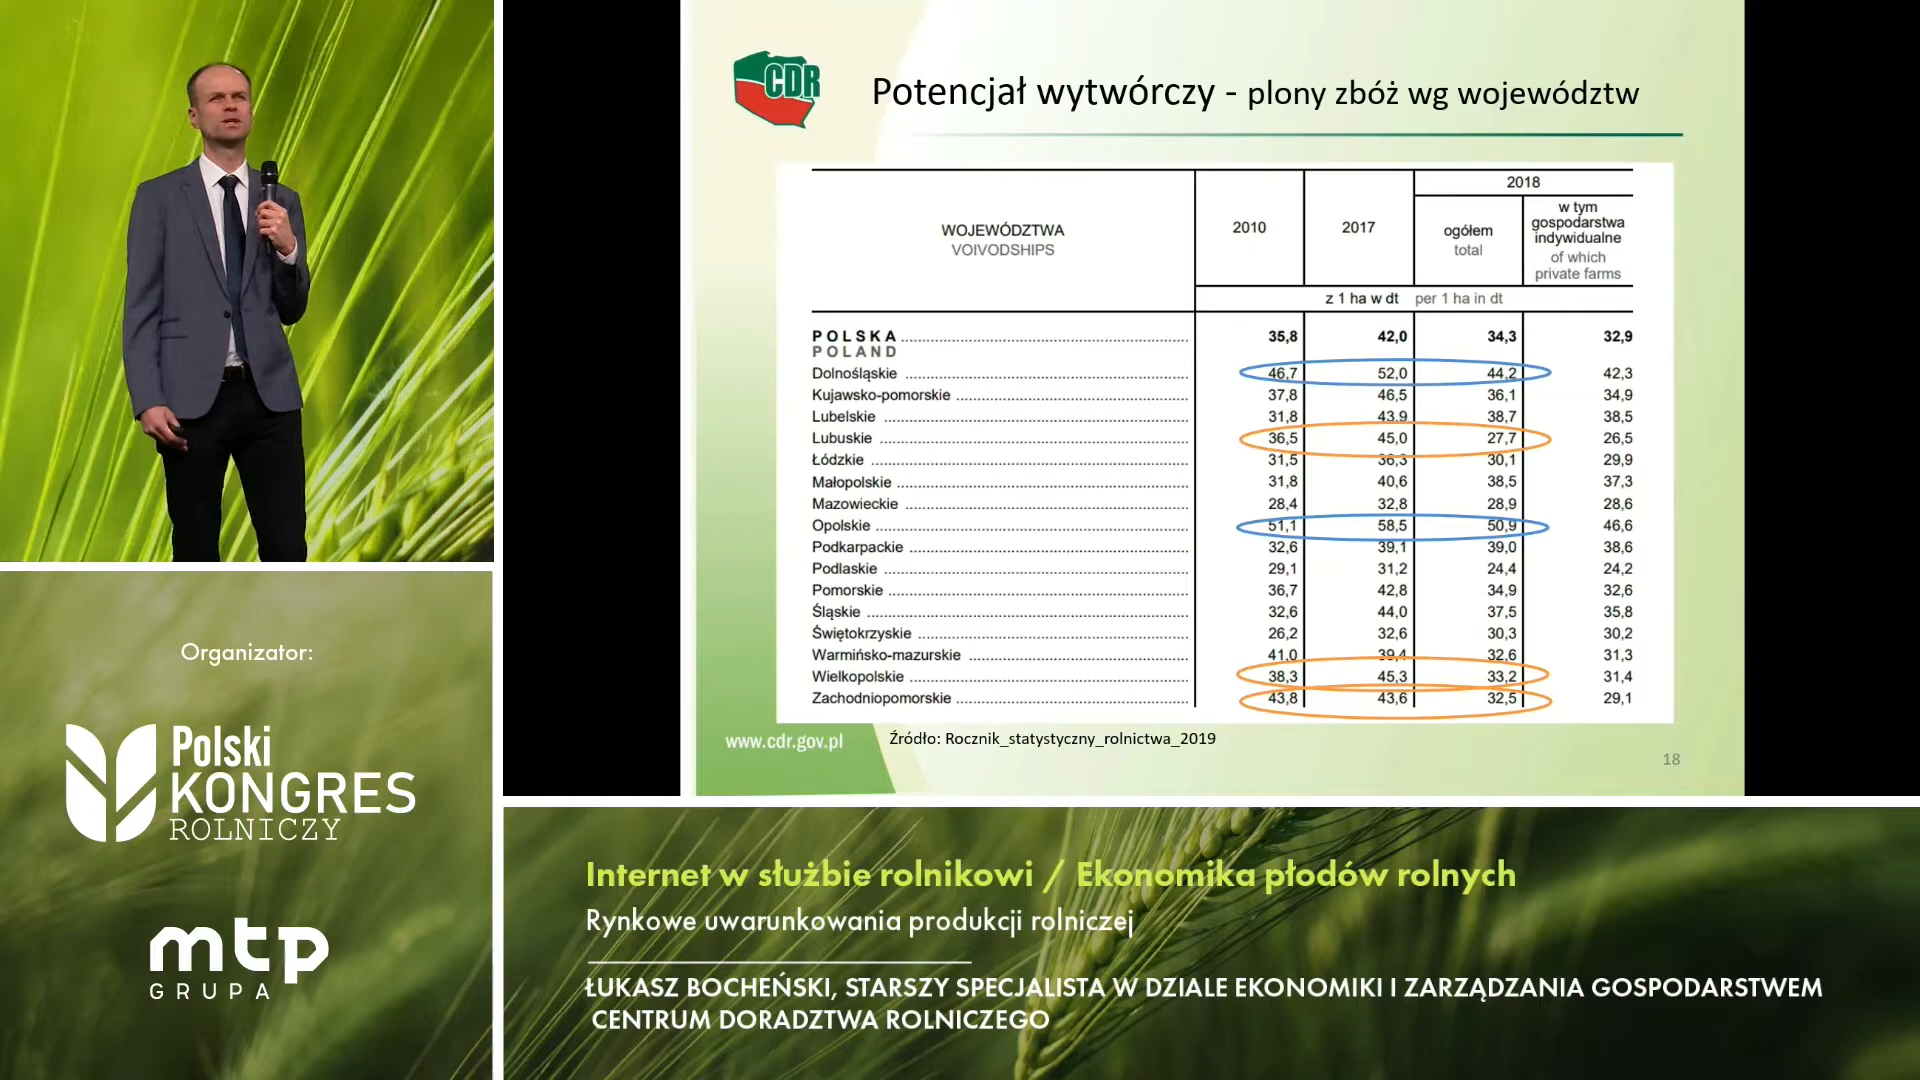 CDR
Potencjał wytwórczy - plony zbóż wg województw
WOJEWÓDZTWA
VOIVODSHIPS
2010
2017
2018
ogółem
total
w tym
gospodarstwa
indywidualne
of which
private farms
z 1 ha w dt per 1 ha in dt
POLSKA 35,8 42,0 34,3 32,9
POLAND
Dolnośląskie 46,7 52,0 44,2 42,3
Kujawsko-pomorskie 37,8 46,5 36,1 34,9
Lubelskie 31,8 43,9 38,7 38,5
Lubuskie 36,5 45,0 27,7 26,5
Łódzkie 31,5 36,3 30,1 29,9
Małopolskie 31,8 40,6 38,5 37,3
Mazowieckie 28,4 32,8 28,9 28,6
Opolskie 51,1 58,5 50,9 46,6
Podkarpackie 32,6 39,1 39,0 38,6
Podlaskie 29,1 31,2 24,4 24,2
Pomorskie 36,7 42,8 34,9 32,6
Śląskie 32,6 44,0 37,5 35,8
Świętokrzyskie 26,2 32,6 30,3 30,2
Warmińsko-mazurskie 41,0 39,4 32,6 31,3
Wielkopolskie 38,3 45,3 33,2 31,4
Zachodniopomorskie 43,8 43,6 32,5 29,1
www.cdr.gov.pl
Źródło: Rocznik_statystyczny_rolnictwa_2019
18
Organizator:
Polski
KONGRES
ROLNICZY
mtp
GRUPA
Internet w służbie rolnikowi / Ekonomika płodów rolnych
Rynkowe uwarunkowania produkcji rolniczej
ŁUKASZ BOCHEŃSKI, STARSZY SPECJALISTA W DZIALE EKONOMIKI I ZARZĄDZANIA GOSPODARSTWEM
CENTRUM DORADZTWA ROLNICZEGO